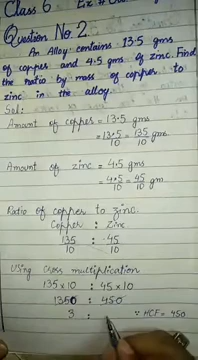 Class 6
Question No. 2
An Alloy contains 13.5 gms
of copper and 4.5 gms of zinc. Find
the ratio by mass of copper to
zinc in the alloy.
Sol:
Amount of copper = 13.5 gms
= 13.5/10 = 135/10 gm
Amount of zinc = 4.5 gms
= 4.5/10 = 45/10 gm
Ratio of copper to zinc.
Copper : Zinc
135/10 : 45/10
Using Cross multiplication
135 x 10 : 45 x 10
1350 : 450
3 : ∵ HCF = 450